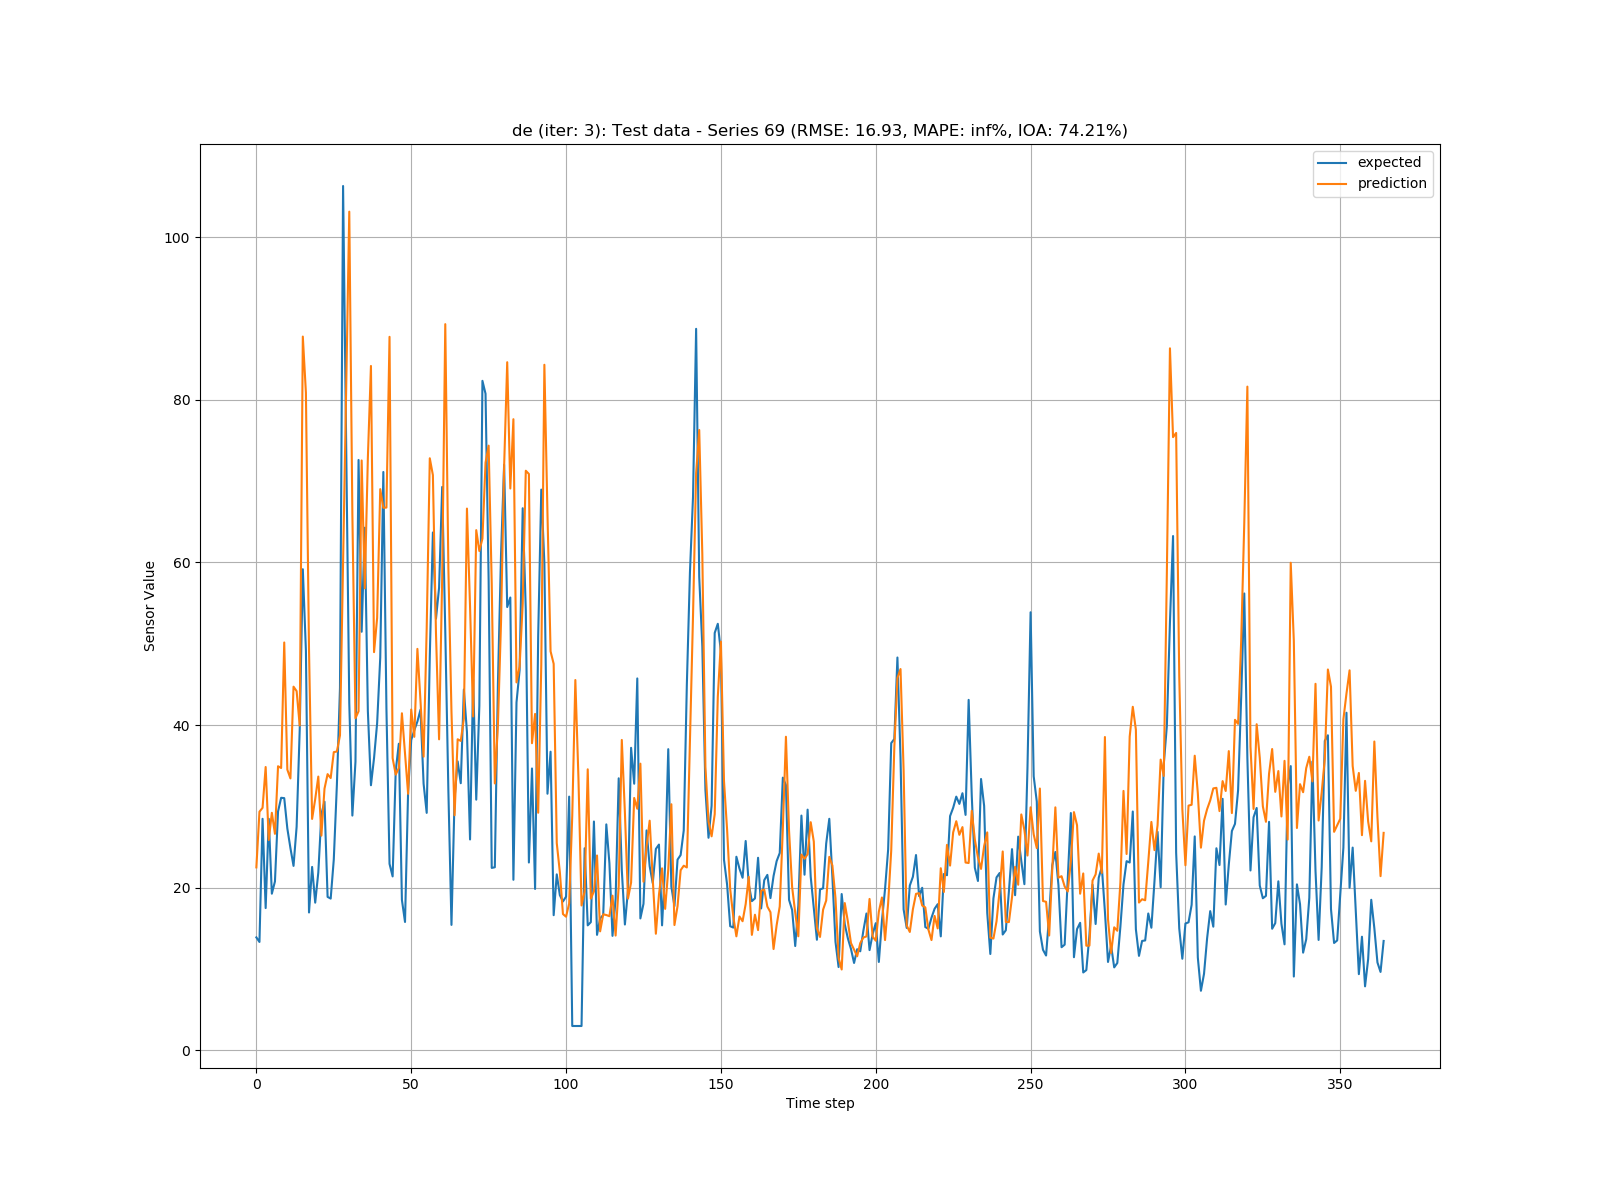 de (iter: 3): Test data - Series 69 (RMSE: 16.93, MAPE: inf%, IOA: 74.21%)
expected
prediction
100
80
60
40
20
0
Sensor Value
0 50 100 150 200 250 300 350
Time step